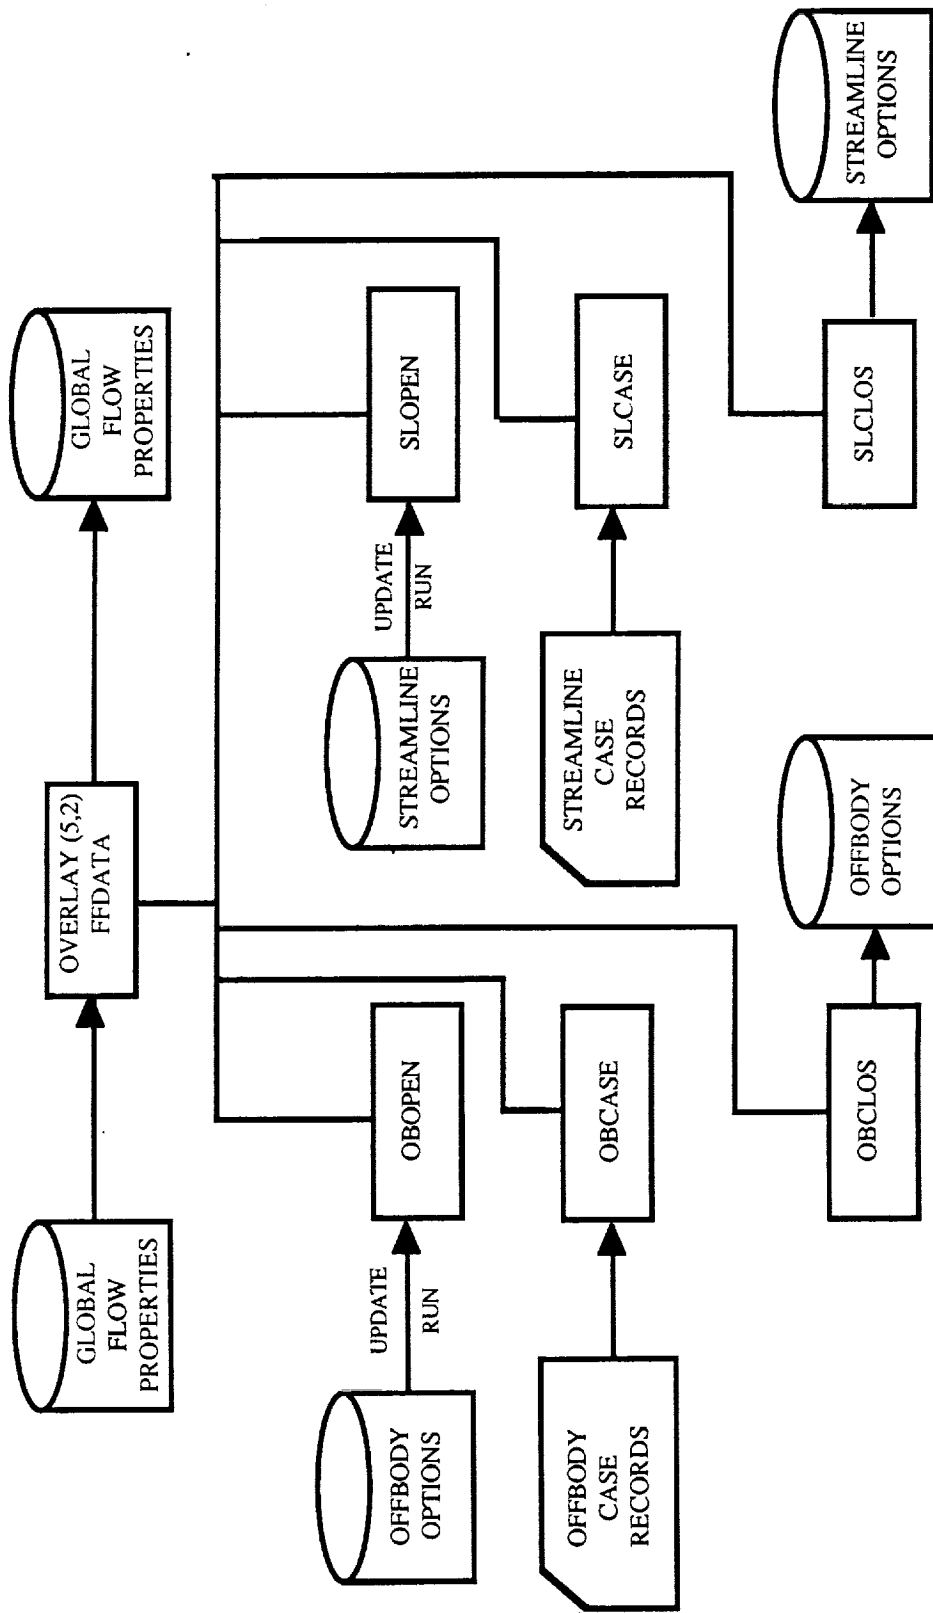 GLOBAL
FLOW
PROPERTIES
OVERLAY (5,2)
FFDATA
GLOBAL
FLOW
PROPERTIES
OFFBODY
OPTIONS
UPDATE
RUN
OBOPEN
STREAMLINE
OPTIONS
UPDATE
RUN
SLOPEN
OFFBODY
CASE
RECORDS
OBCASE
STREAMLINE
CASE
RECORDS
SLCASE
OBCLOS
OFFBODY
OPTIONS
SLCLOS
STREAMLINE
OPTIONS